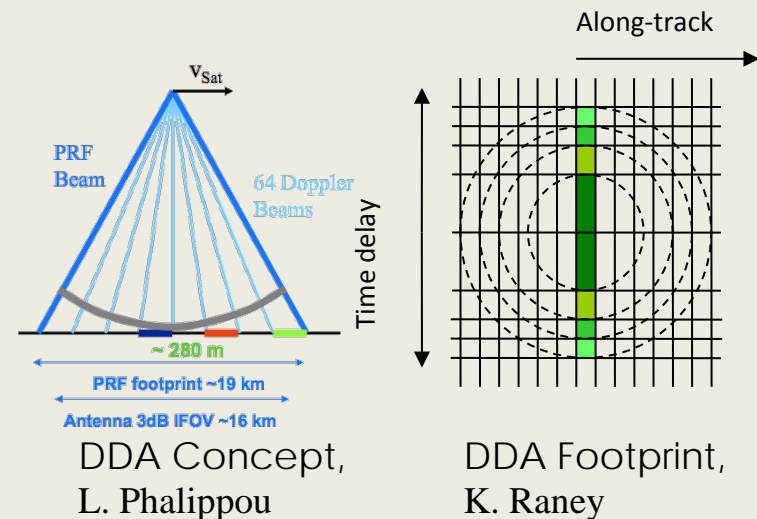 v_Sat
PRF
Beam
64 Doppler
Beams
~ 280 m
PRF footprint ~19 km
Antenna 3dB IFOV ~16 km
DDA Concept,
L. Phalippou
Along-track
Time delay
DDA Footprint,
K. Raney